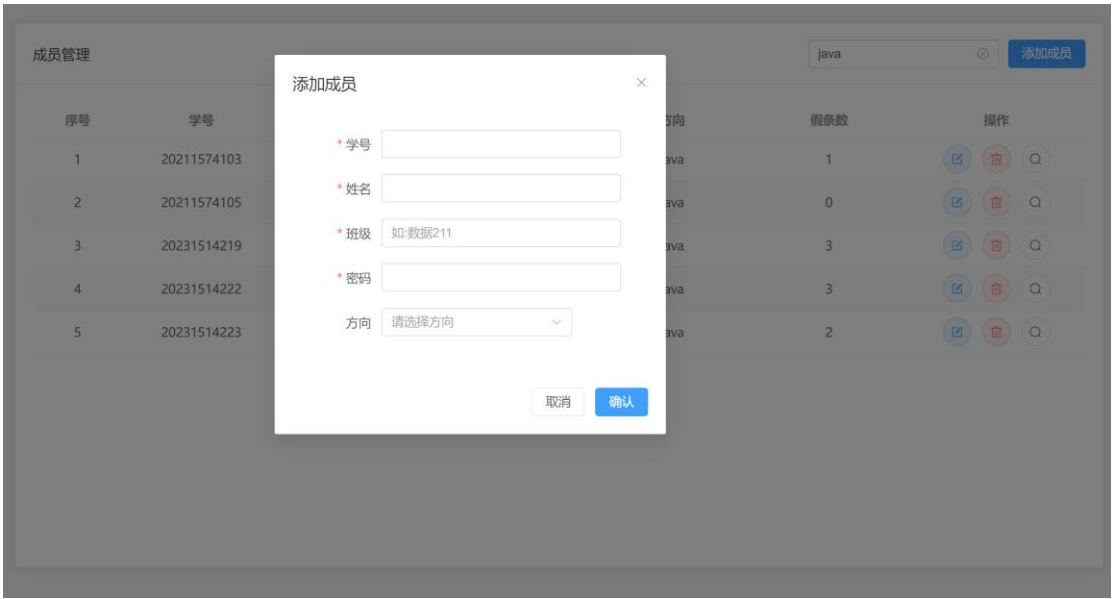 成员管理
java
添加成员
添加成员
序号 学号 方向 假条数 操作
1 20211574103 ava 1
2 20211574105 ava 0
3 20231514219 ava 3
4 20231514222 ava 3
5 20231514223 ava 2
* 学号
* 姓名
* 班级 如:数据211
* 密码
方向 请选择方向
取消 确认